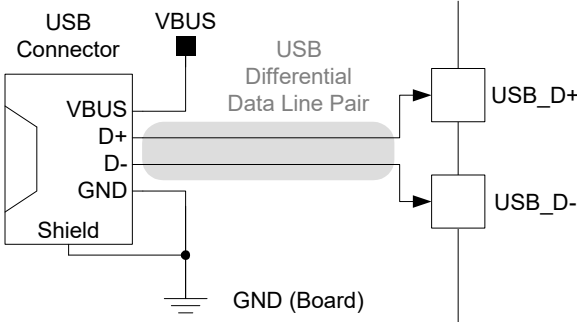 USB
Connector
VBUS
USB
Differential
Data Line Pair
VBUS
D+
D-
GND
Shield
USB_D+
USB_D-
GND (Board)